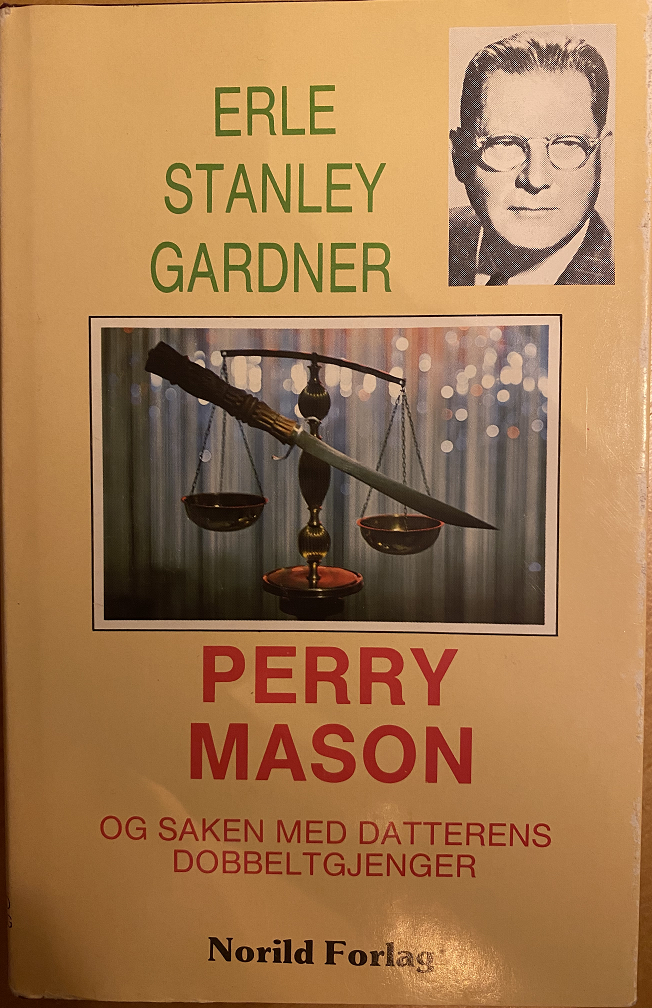 ERLE
STANLEY
GARDNER
PERRY
MASON
OG SAKEN MED DATTERENS
DOBBELTGJENGER
Norild Forlag